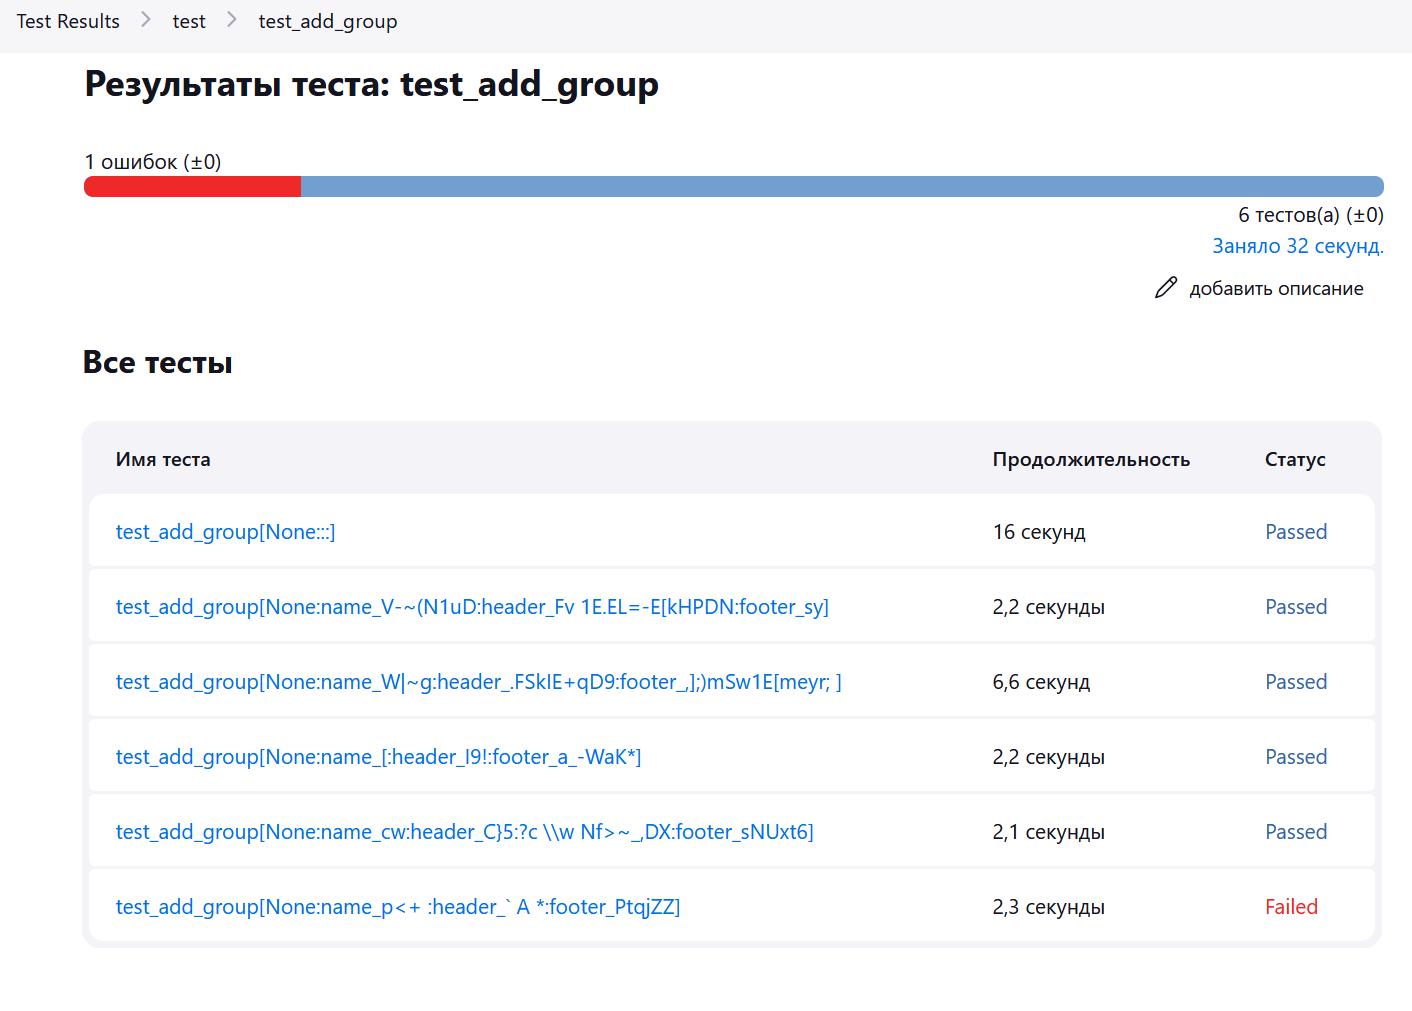 Test Results > test > test_add_group
Результаты теста: test_add_group
1 ошибок (±0)
6 тестов(а) (±0)
Заняло 32 секунд.
добавить описание
Все тесты
Имя теста Продолжительность Статус
test_add_group[None:::] 16 секунд Passed
test_add_group[None:name_V-~(N1uD:header_Fv 1E.EL=-E[kHPDN:footer_sy] 2,2 секунды Passed
test_add_group[None:name_W|~g:header_.FSkIE+qD9:footer_,];)mSw1E[meyr; ] 6,6 секунд Passed
test_add_group[None:name_[:header_I9!:footer_a_-WaK*] 2,2 секунды Passed
test_add_group[None:name_cw:header_C}5:?c \\w Nf>~_,DX:footer_sNUxt6] 2,1 секунды Passed
test_add_group[None:name_p<+ :header_` A *:footer_PtqjZZ] 2,3 секунды Failed